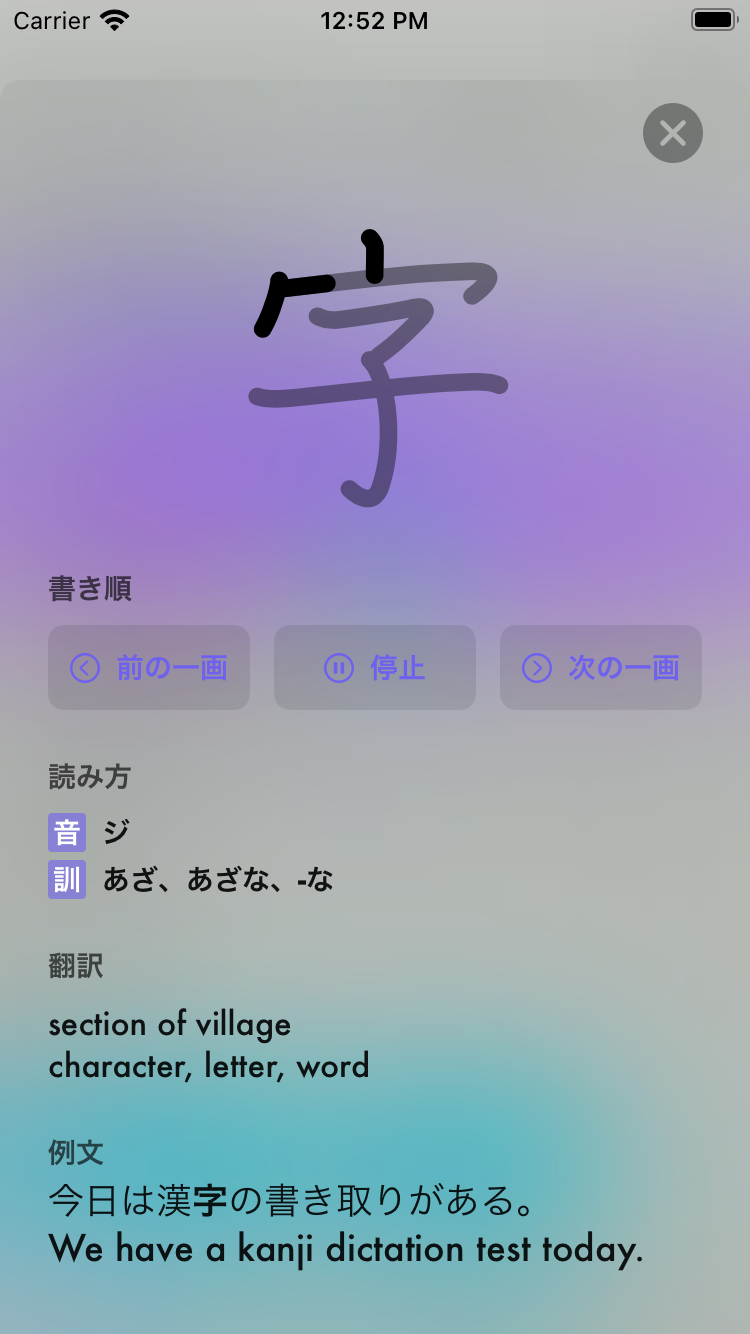 Carrier 12:52 PM
字
書き順
前の一画 停止 次の一画
読み方
音 ジ
訓 あざ、あざな、-な
翻訳
section of village
character, letter, word
例文
今日は漢字の書き取りがある。
We have a kanji dictation test today.